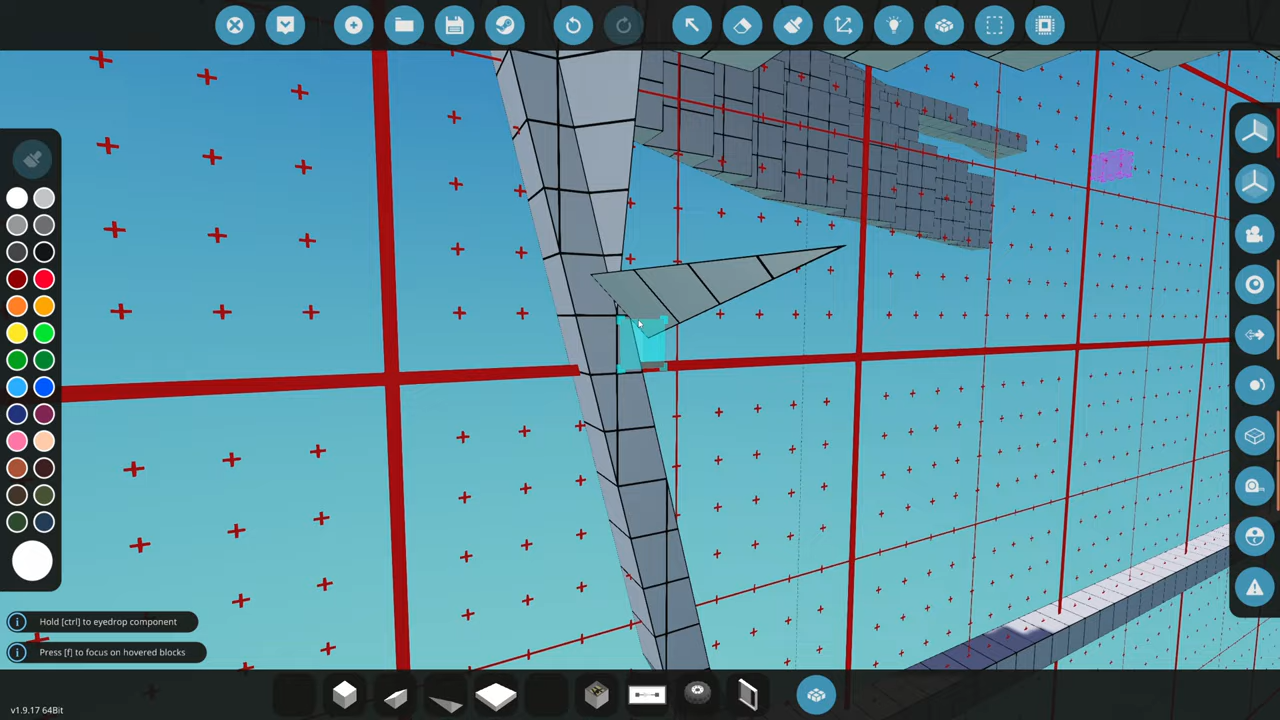 Hold [ctrl] to eyedrop component
Press [f] to focus on hovered blocks
v1.9.17 64Bit